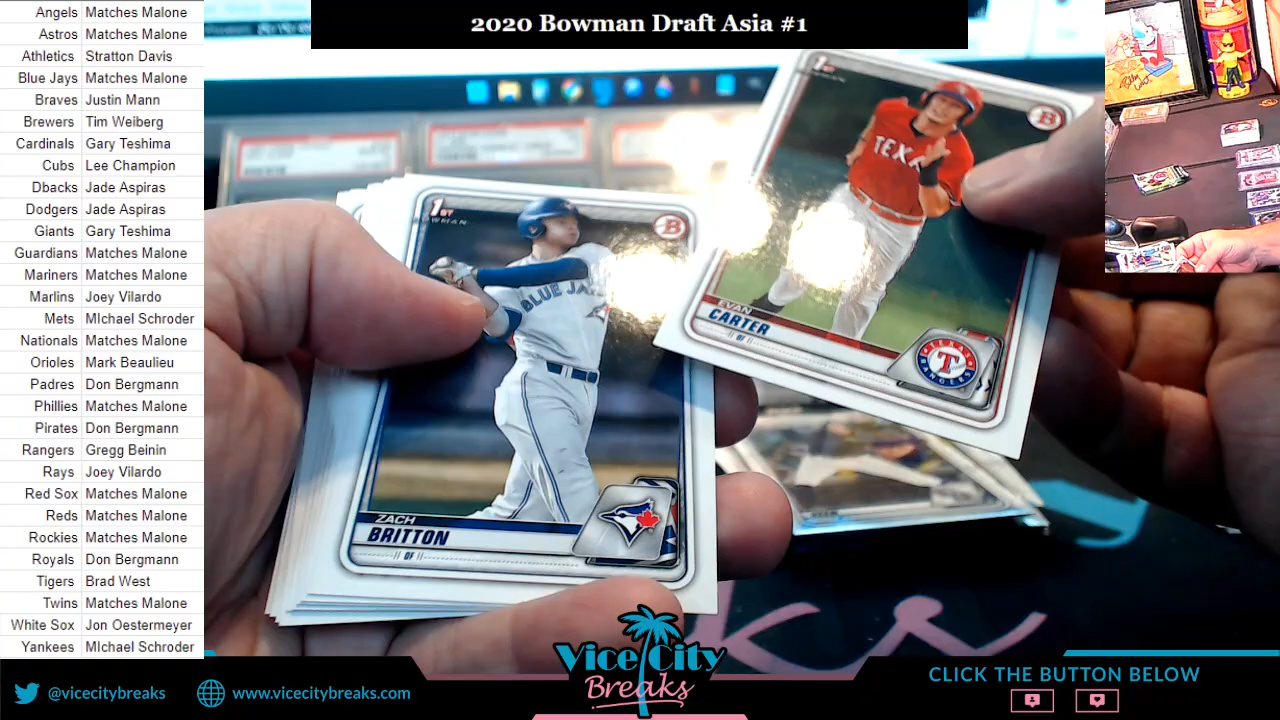 2020 Bowman Draft Asia #1
Angels Matches Malone
Astros Matches Malone
Athletics Stratton Davis
Blue Jays Matches Malone
Braves Justin Mann
Brewers Tim Weiberg
Cardinals Gary Teshima
Cubs Lee Champion
Dbacks Jade Aspiras
Dodgers Jade Aspiras
Giants Gary Teshima
Guardians Matches Malone
Mariners Matches Malone
Marlins Joey Vilardo
Mets MIchael Schroder
Nationals Matches Malone
Orioles Mark Beaulieu
Padres Don Bergmann
Phillies Matches Malone
Pirates Don Bergmann
Rangers Gregg Beinin
Rays Joey Vilardo
Red Sox Matches Malone
Reds Matches Malone
Rockies Matches Malone
Royals Don Bergmann
Tigers Brad West
Twins Matches Malone
White Sox Jon Oestermeyer
Yankees MIchael Schroder
1ST
B
TEXA
EVAN
CARTER
OF
TEXAS
T
RANGERS
1ST
B
BLUE JA
ZACH
BRITTON
OF
Vice City
Breaks
@vicecitybreaks
www.vicecitybreaks.com
CLICK THE BUTTON BELOW